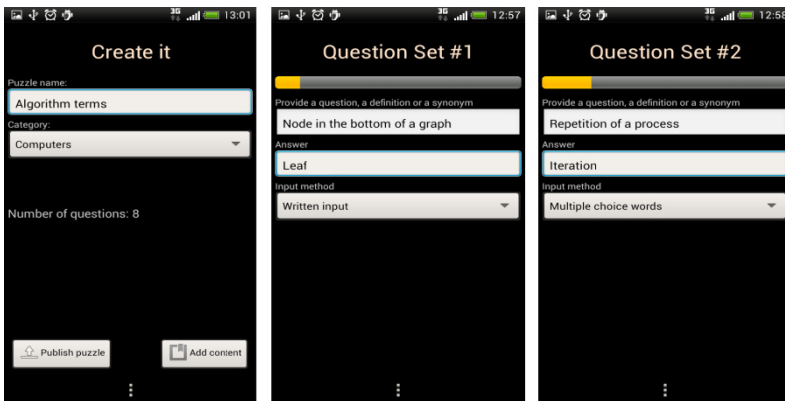 3G 13:01
Create it
Puzzle name:
Algorithm terms
Category:
Computers
Number of questions: 8
Publish puzzle
Add content
3G 12:57
Question Set #1
Provide a question, a definition or a synonym
Node in the bottom of a graph
Answer
Leaf
Input method
Written input
3G 12:58
Question Set #2
Provide a question, a definition or a synonym
Repetition of a process
Answer
Iteration
Input method
Multiple choice words